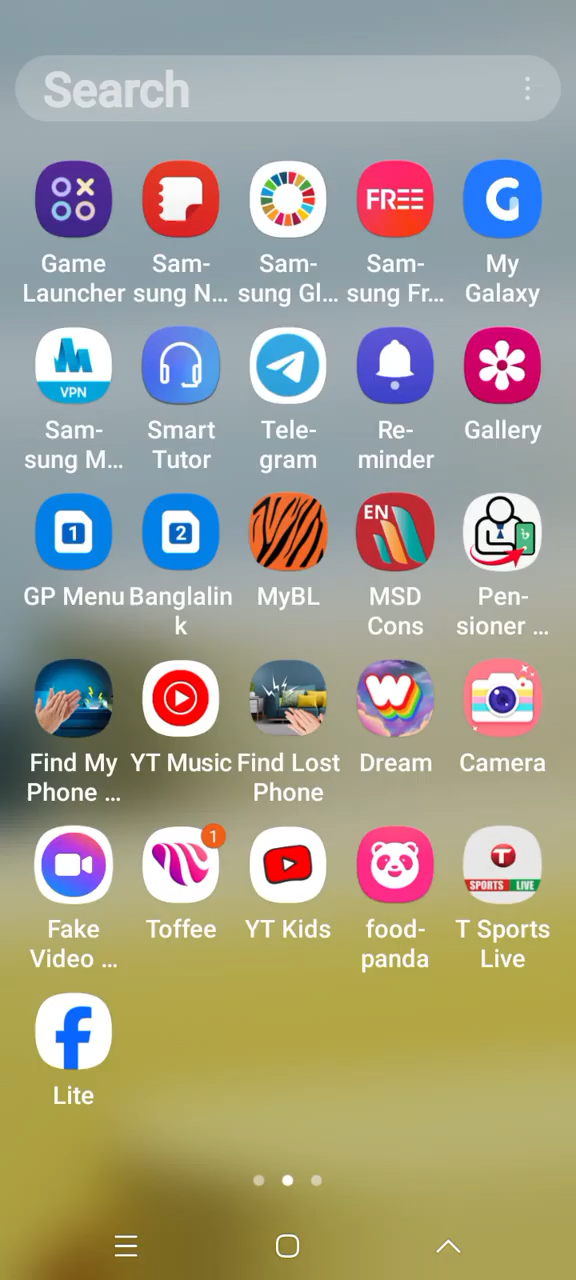 Search
FREE
Game
Launcher
Sam-
sung N...
Sam-
sung Gl...
Sam-
sung Fr...
My
Galaxy
VPN
Sam-
sung M...
Smart
Tutor
Tele-
gram
Re-
minder
Gallery
1
2
EN
৳
GP Menu
Banglalin
k
MyBL
MSD
Cons
Pen-
sioner ...
Find My
Phone ...
YT Music
Find Lost
Phone
Dream
Camera
1
T
SPORTS LIVE
Fake
Video ...
Toffee
YT Kids
food-
panda
T Sports
Live
Lite